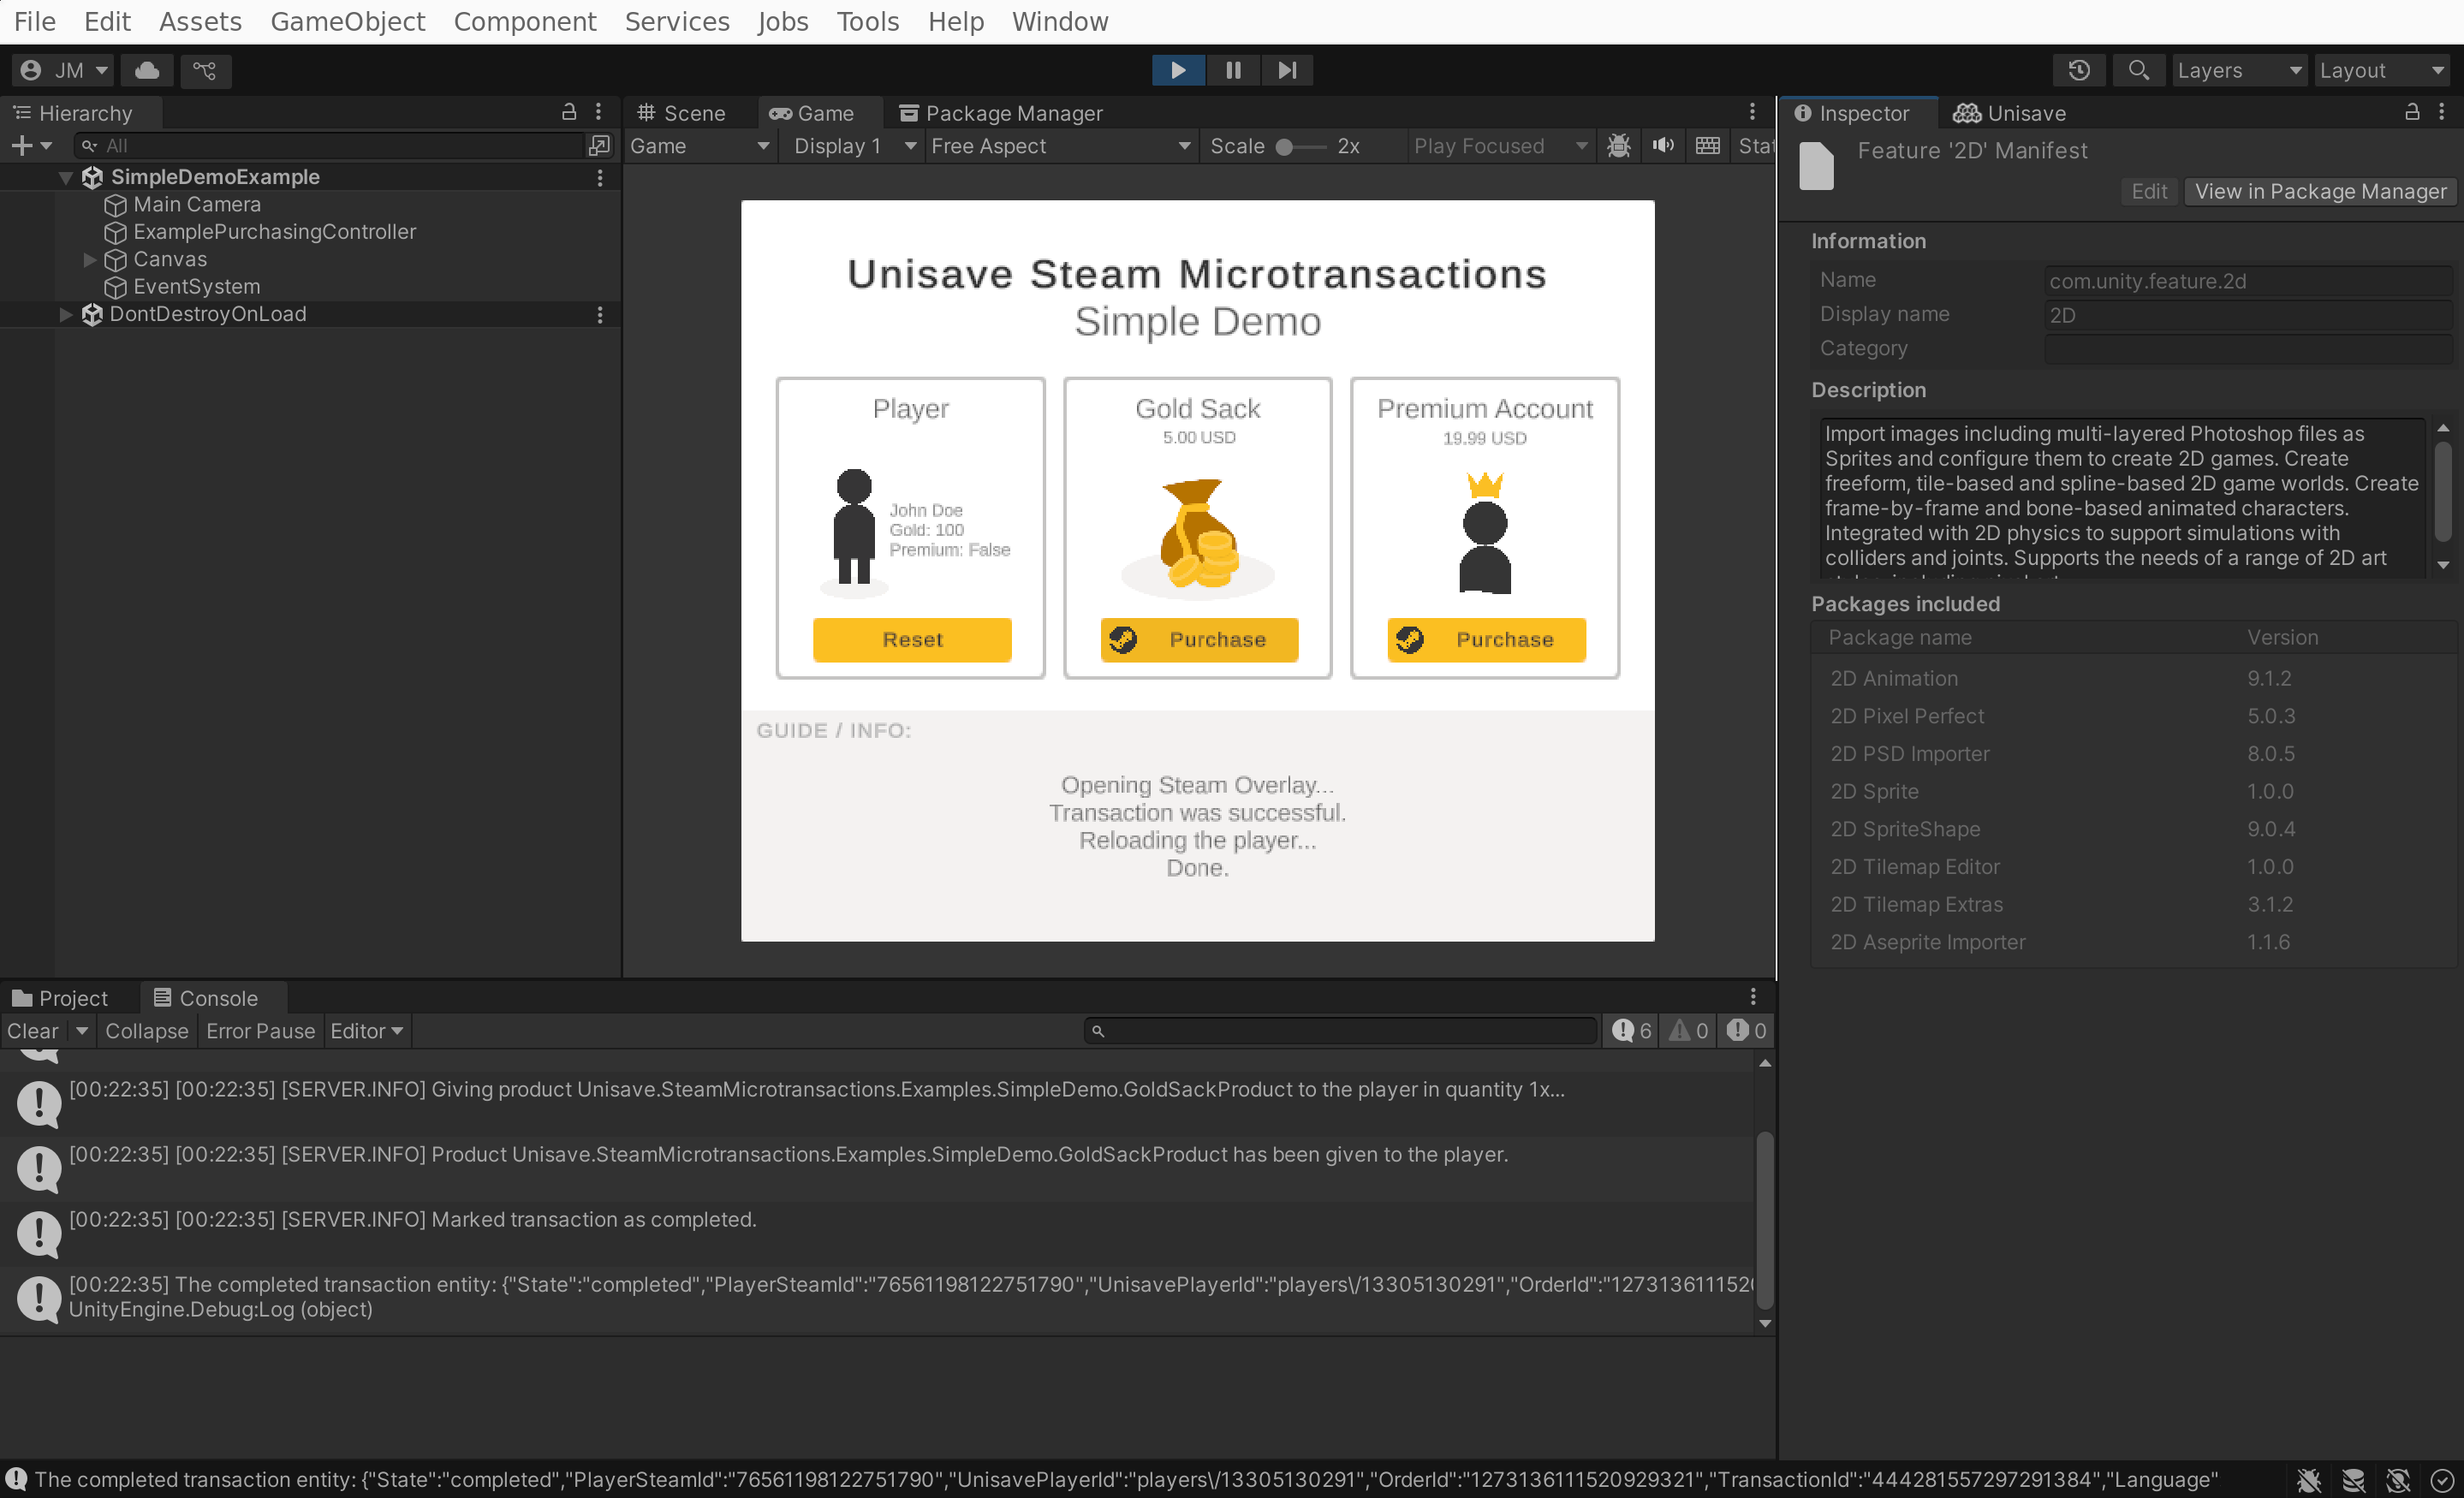 File Edit Assets GameObject Component Services Jobs Tools Help Window
JM
Layers Layout
Hierarchy
All
SimpleDemoExample
Main Camera
ExamplePurchasingController
Canvas
EventSystem
DontDestroyOnLoad
Scene Game Package Manager
Game Display 1 Free Aspect Scale 2x Play Focused
Unisave Steam Microtransactions
Simple Demo
Player
John Doe
Gold: 100
Premium: False
Reset
Gold Sack
5.00 USD
Purchase
Premium Account
19.99 USD
Purchase
GUIDE / INFO:
Opening Steam Overlay...
Transaction was successful.
Reloading the player...
Done.
Inspector Unisave
Feature '2D' Manifest
Edit View in Package Manager
Information
Name com.unity.feature.2d
Display name 2D
Category
Description
Import images including multi-layered Photoshop files as
Sprites and configure them to create 2D games. Create
freeform, tile-based and spline-based 2D game worlds. Create
frame-by-frame and bone-based animated characters.
Integrated with 2D physics to support simulations with
colliders and joints. Supports the needs of a range of 2D art
Packages included
Package name Version
2D Animation 9.1.2
2D Pixel Perfect 5.0.3
2D PSD Importer 8.0.5
2D Sprite 1.0.0
2D SpriteShape 9.0.4
2D Tilemap Editor 1.0.0
2D Tilemap Extras 3.1.2
2D Aseprite Importer 1.1.6
Project Console
Clear Collapse Error Pause Editor 6 0 0
[00:22:35] [00:22:35] [SERVER.INFO] Giving product Unisave.SteamMicrotransactions.Examples.SimpleDemo.GoldSackProduct to the player in quantity 1x...
[00:22:35] [00:22:35] [SERVER.INFO] Product Unisave.SteamMicrotransactions.Examples.SimpleDemo.GoldSackProduct has been given to the player.
[00:22:35] [00:22:35] [SERVER.INFO] Marked transaction as completed.
[00:22:35] The completed transaction entity: {"State":"completed","PlayerSteamId":"76561198122751790","UnisavePlayerId":"players\/13305130291","OrderId":"127313611152
UnityEngine.Debug:Log (object)
The completed transaction entity: {"State":"completed","PlayerSteamId":"76561198122751790","UnisavePlayerId":"players\/13305130291","OrderId":"1273136111520929321","TransactionId":"444281557297291384","Language"